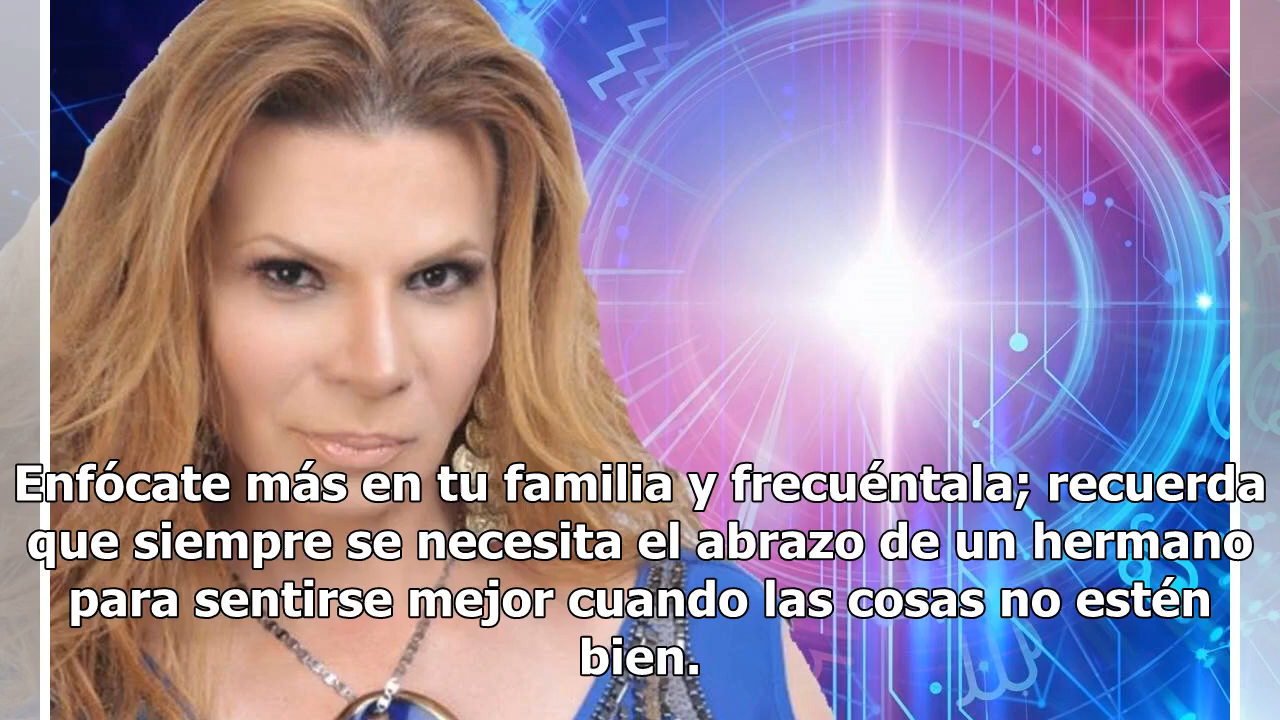 Enfócate más en tu familia y frecuéntala; recuerda
que siempre se necesita el abrazo de un hermano
para sentirse mejor cuando las cosas no estén
bien.